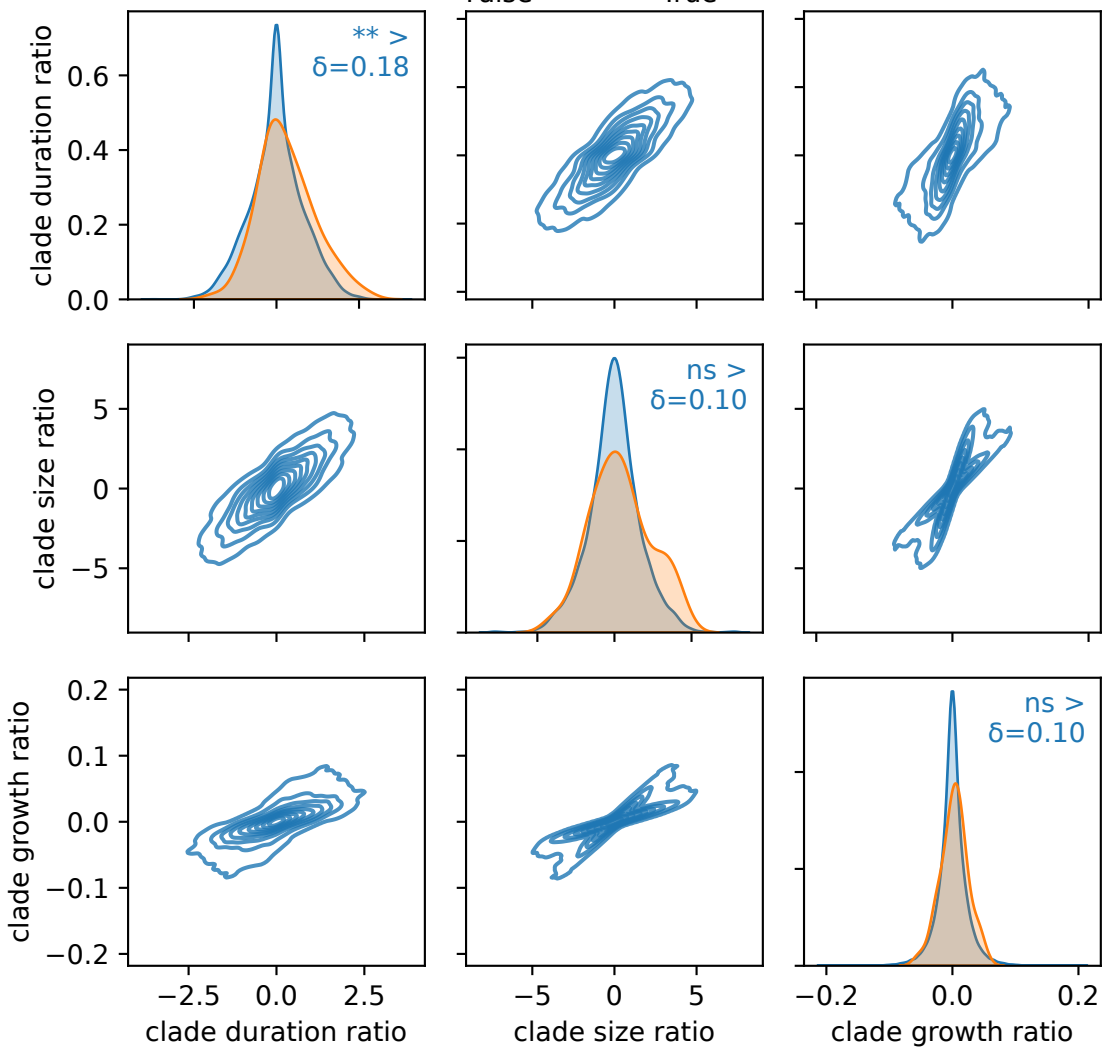 ** >
δ=0.18
clade duration ratio
0.6
0.4
0.2
0.0
ns >
δ=0.10
clade size ratio
5
0
−5
ns >
δ=0.10
clade growth ratio
0.2
0.1
0.0
−0.1
−0.2
−2.5 0.0 2.5
−5 0 5
−0.2 0.0 0.2
clade duration ratio
clade size ratio
clade growth ratio